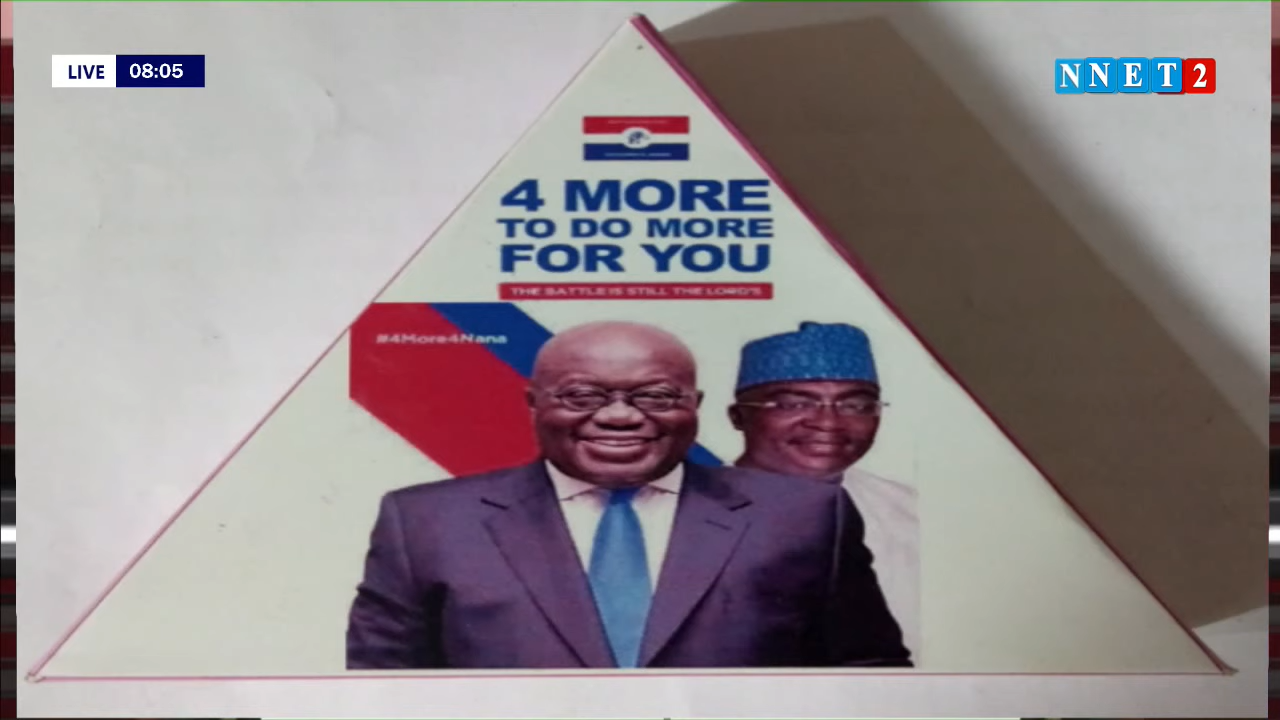 LIVE 08:05
NNET2
4 MORE
TO DO MORE
FOR YOU
THE BATTLE IS STILL THE LORD'S
#4More4Nana